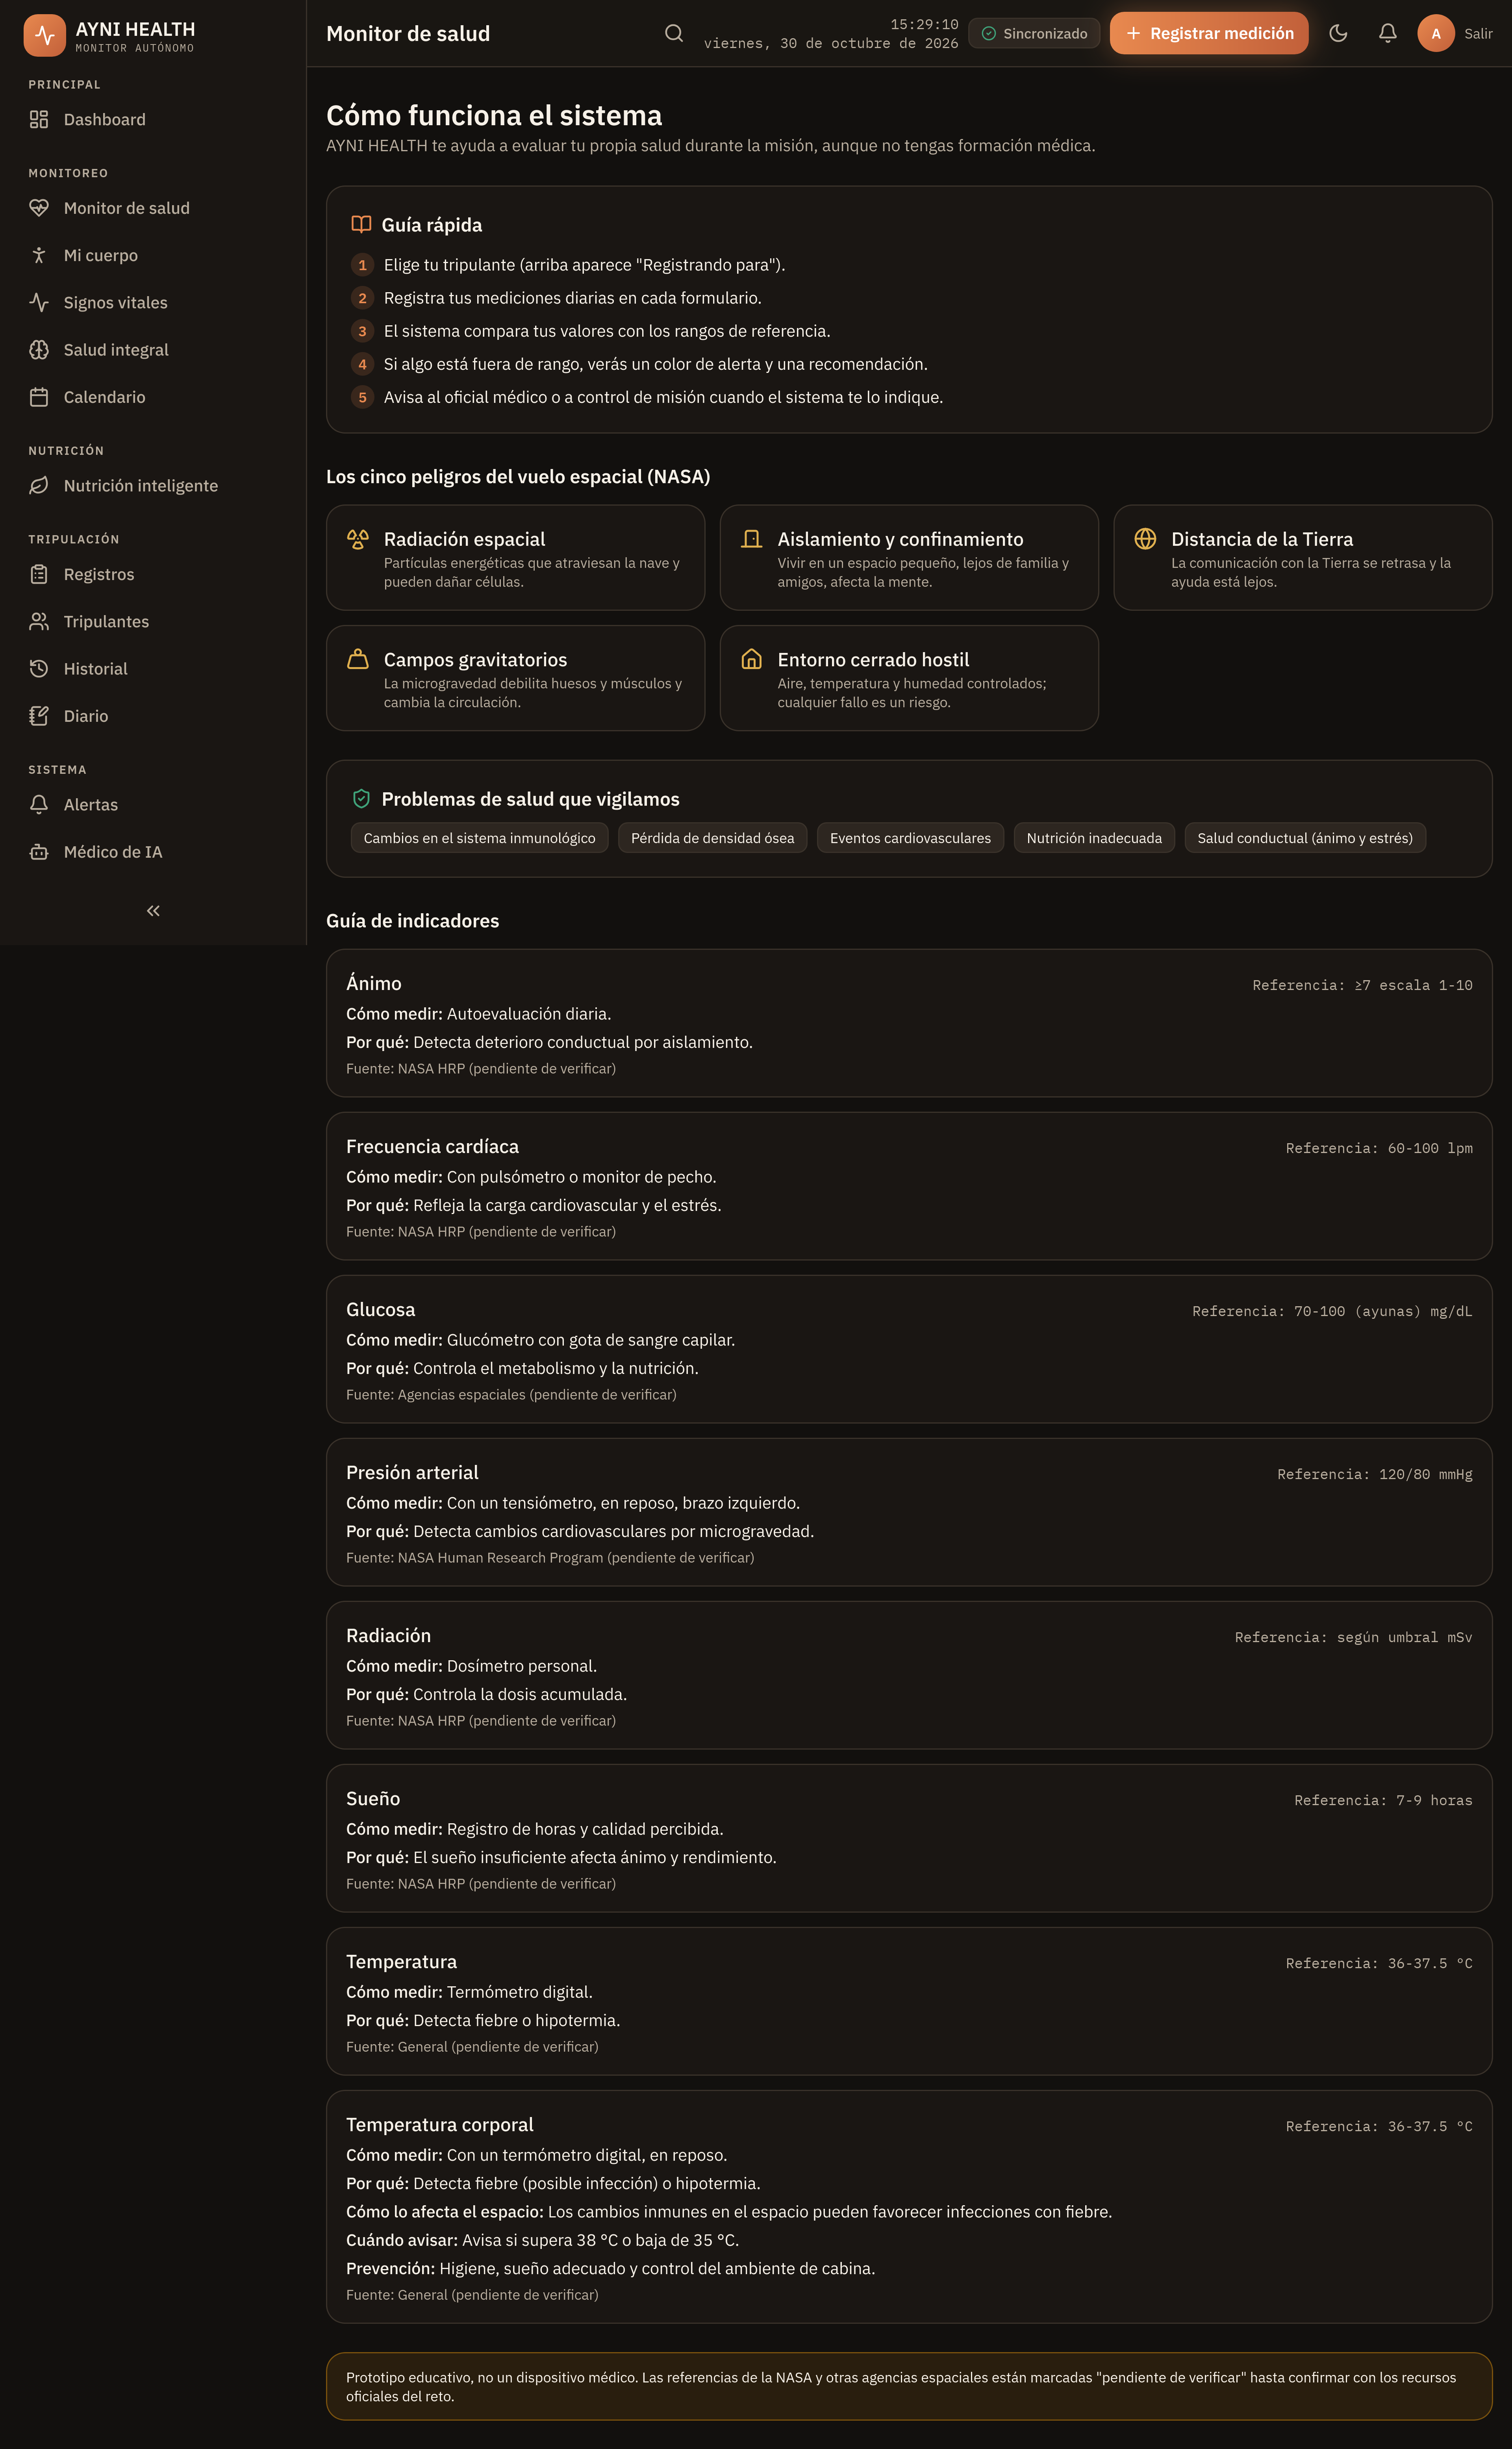 AYNI HEALTH
MONITOR AUTÓNOMO
PRINCIPAL
Dashboard
MONITOREO
Monitor de salud
Mi cuerpo
Signos vitales
Salud integral
Calendario
NUTRICIÓN
Nutrición inteligente
TRIPULACIÓN
Registros
Tripulantes
Historial
Diario
SISTEMA
Alertas
Médico de IA
Monitor de salud
15:29:10
viernes, 30 de octubre de 2026
Sincronizado
Registrar medición
A
Salir
Cómo funciona el sistema
AYNI HEALTH te ayuda a evaluar tu propia salud durante la misión, aunque no tengas formación médica.
Guía rápida
1 Elige tu tripulante (arriba aparece "Registrando para").
2 Registra tus mediciones diarias en cada formulario.
3 El sistema compara tus valores con los rangos de referencia.
4 Si algo está fuera de rango, verás un color de alerta y una recomendación.
5 Avisa al oficial médico o a control de misión cuando el sistema te lo indique.
Los cinco peligros del vuelo espacial (NASA)
Radiación espacial
Partículas energéticas que atraviesan la nave y
pueden dañar células.
Aislamiento y confinamiento
Vivir en un espacio pequeño, lejos de familia y
amigos, afecta la mente.
Distancia de la Tierra
La comunicación con la Tierra se retrasa y la
ayuda está lejos.
Campos gravitatorios
La microgravedad debilita huesos y músculos y
cambia la circulación.
Entorno cerrado hostil
Aire, temperatura y humedad controlados;
cualquier fallo es un riesgo.
Problemas de salud que vigilamos
Cambios en el sistema inmunológico
Pérdida de densidad ósea
Eventos cardiovasculares
Nutrición inadecuada
Salud conductual (ánimo y estrés)
Guía de indicadores
Ánimo
Referencia: ≥7 escala 1-10
Cómo medir: Autoevaluación diaria.
Por qué: Detecta deterioro conductual por aislamiento.
Fuente: NASA HRP (pendiente de verificar)
Frecuencia cardíaca
Referencia: 60-100 lpm
Cómo medir: Con pulsómetro o monitor de pecho.
Por qué: Refleja la carga cardiovascular y el estrés.
Fuente: NASA HRP (pendiente de verificar)
Glucosa
Referencia: 70-100 (ayunas) mg/dL
Cómo medir: Glucómetro con gota de sangre capilar.
Por qué: Controla el metabolismo y la nutrición.
Fuente: Agencias espaciales (pendiente de verificar)
Presión arterial
Referencia: 120/80 mmHg
Cómo medir: Con un tensiómetro, en reposo, brazo izquierdo.
Por qué: Detecta cambios cardiovasculares por microgravedad.
Fuente: NASA Human Research Program (pendiente de verificar)
Radiación
Referencia: según umbral mSv
Cómo medir: Dosímetro personal.
Por qué: Controla la dosis acumulada.
Fuente: NASA HRP (pendiente de verificar)
Sueño
Referencia: 7-9 horas
Cómo medir: Registro de horas y calidad percibida.
Por qué: El sueño insuficiente afecta ánimo y rendimiento.
Fuente: NASA HRP (pendiente de verificar)
Temperatura
Referencia: 36-37.5 °C
Cómo medir: Termómetro digital.
Por qué: Detecta fiebre o hipotermia.
Fuente: General (pendiente de verificar)
Temperatura corporal
Referencia: 36-37.5 °C
Cómo medir: Con un termómetro digital, en reposo.
Por qué: Detecta fiebre (posible infección) o hipotermia.
Cómo lo afecta el espacio: Los cambios inmunes en el espacio pueden favorecer infecciones con fiebre.
Cuándo avisar: Avisa si supera 38 °C o baja de 35 °C.
Prevención: Higiene, sueño adecuado y control del ambiente de cabina.
Fuente: General (pendiente de verificar)
Prototipo educativo, no un dispositivo médico. Las referencias de la NASA y otras agencias espaciales están marcadas "pendiente de verificar" hasta confirmar con los recursos
oficiales del reto.